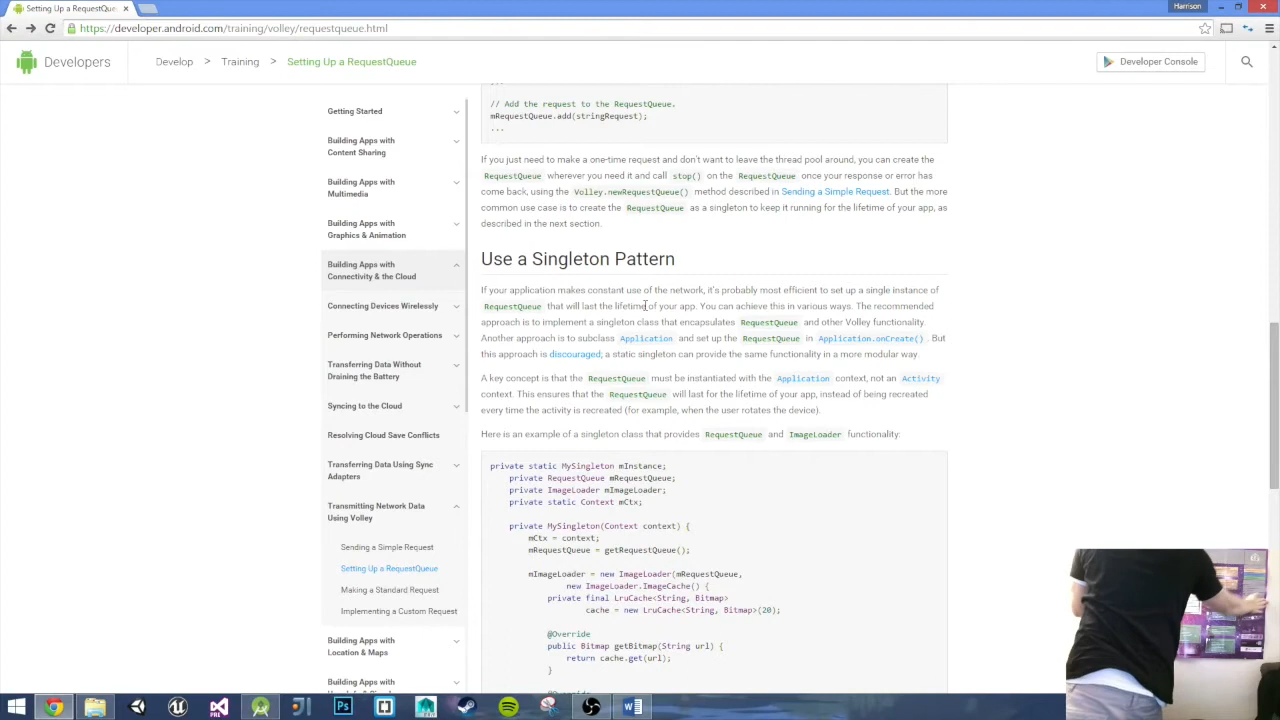 Setting Up a RequestQue
Harrison
https://developer.android.com/training/volley/requestqueue.html
Developers
Develop > Training > Setting Up a RequestQueue
Developer Console
Getting Started
Building Apps with
Content Sharing
Building Apps with
Multimedia
Building Apps with
Graphics & Animation
Building Apps with
Connectivity & the Cloud
Connecting Devices Wirelessly
Performing Network Operations
Transferring Data Without
Draining the Battery
Syncing to the Cloud
Resolving Cloud Save Conflicts
Transferring Data Using Sync
Adapters
Transmitting Network Data
Using Volley
Sending a Simple Request
Setting Up a RequestQueue
Making a Standard Request
Implementing a Custom Request
Building Apps with
Location & Maps
Building Apps with
// Add the request to the RequestQueue.
mRequestQueue.add(stringRequest);
...
If you just need to make a one-time request and don't want to leave the thread pool around, you can create the
RequestQueue wherever you need it and call stop() on the RequestQueue once your response or error has
come back, using the Volley.newRequestQueue() method described in Sending a Simple Request. But the more
common use case is to create the RequestQueue as a singleton to keep it running for the lifetime of your app, as
described in the next section.
Use a Singleton Pattern
If your application makes constant use of the network, it's probably most efficient to set up a single instance of
RequestQueue that will last the lifetime of your app. You can achieve this in various ways. The recommended
approach is to implement a singleton class that encapsulates RequestQueue and other Volley functionality.
Another approach is to subclass Application and set up the RequestQueue in Application.onCreate(). But
this approach is discouraged; a static singleton can provide the same functionality in a more modular way.
A key concept is that the RequestQueue must be instantiated with the Application context, not an Activity
context. This ensures that the RequestQueue will last for the lifetime of your app, instead of being recreated
every time the activity is recreated (for example, when the user rotates the device).
Here is an example of a singleton class that provides RequestQueue and ImageLoader functionality:
private static MySingleton mInstance;
private RequestQueue mRequestQueue;
private ImageLoader mImageLoader;
private static Context mCtx;
private MySingleton(Context context) {
mCtx = context;
mRequestQueue = getRequestQueue();
mImageLoader = new ImageLoader(mRequestQueue,
new ImageLoader.ImageCache() {
private final LruCache<String, Bitmap>
cache = new LruCache<String, Bitmap>(20);
@Override
public Bitmap getBitmap(String url) {
return cache.get(url);
}